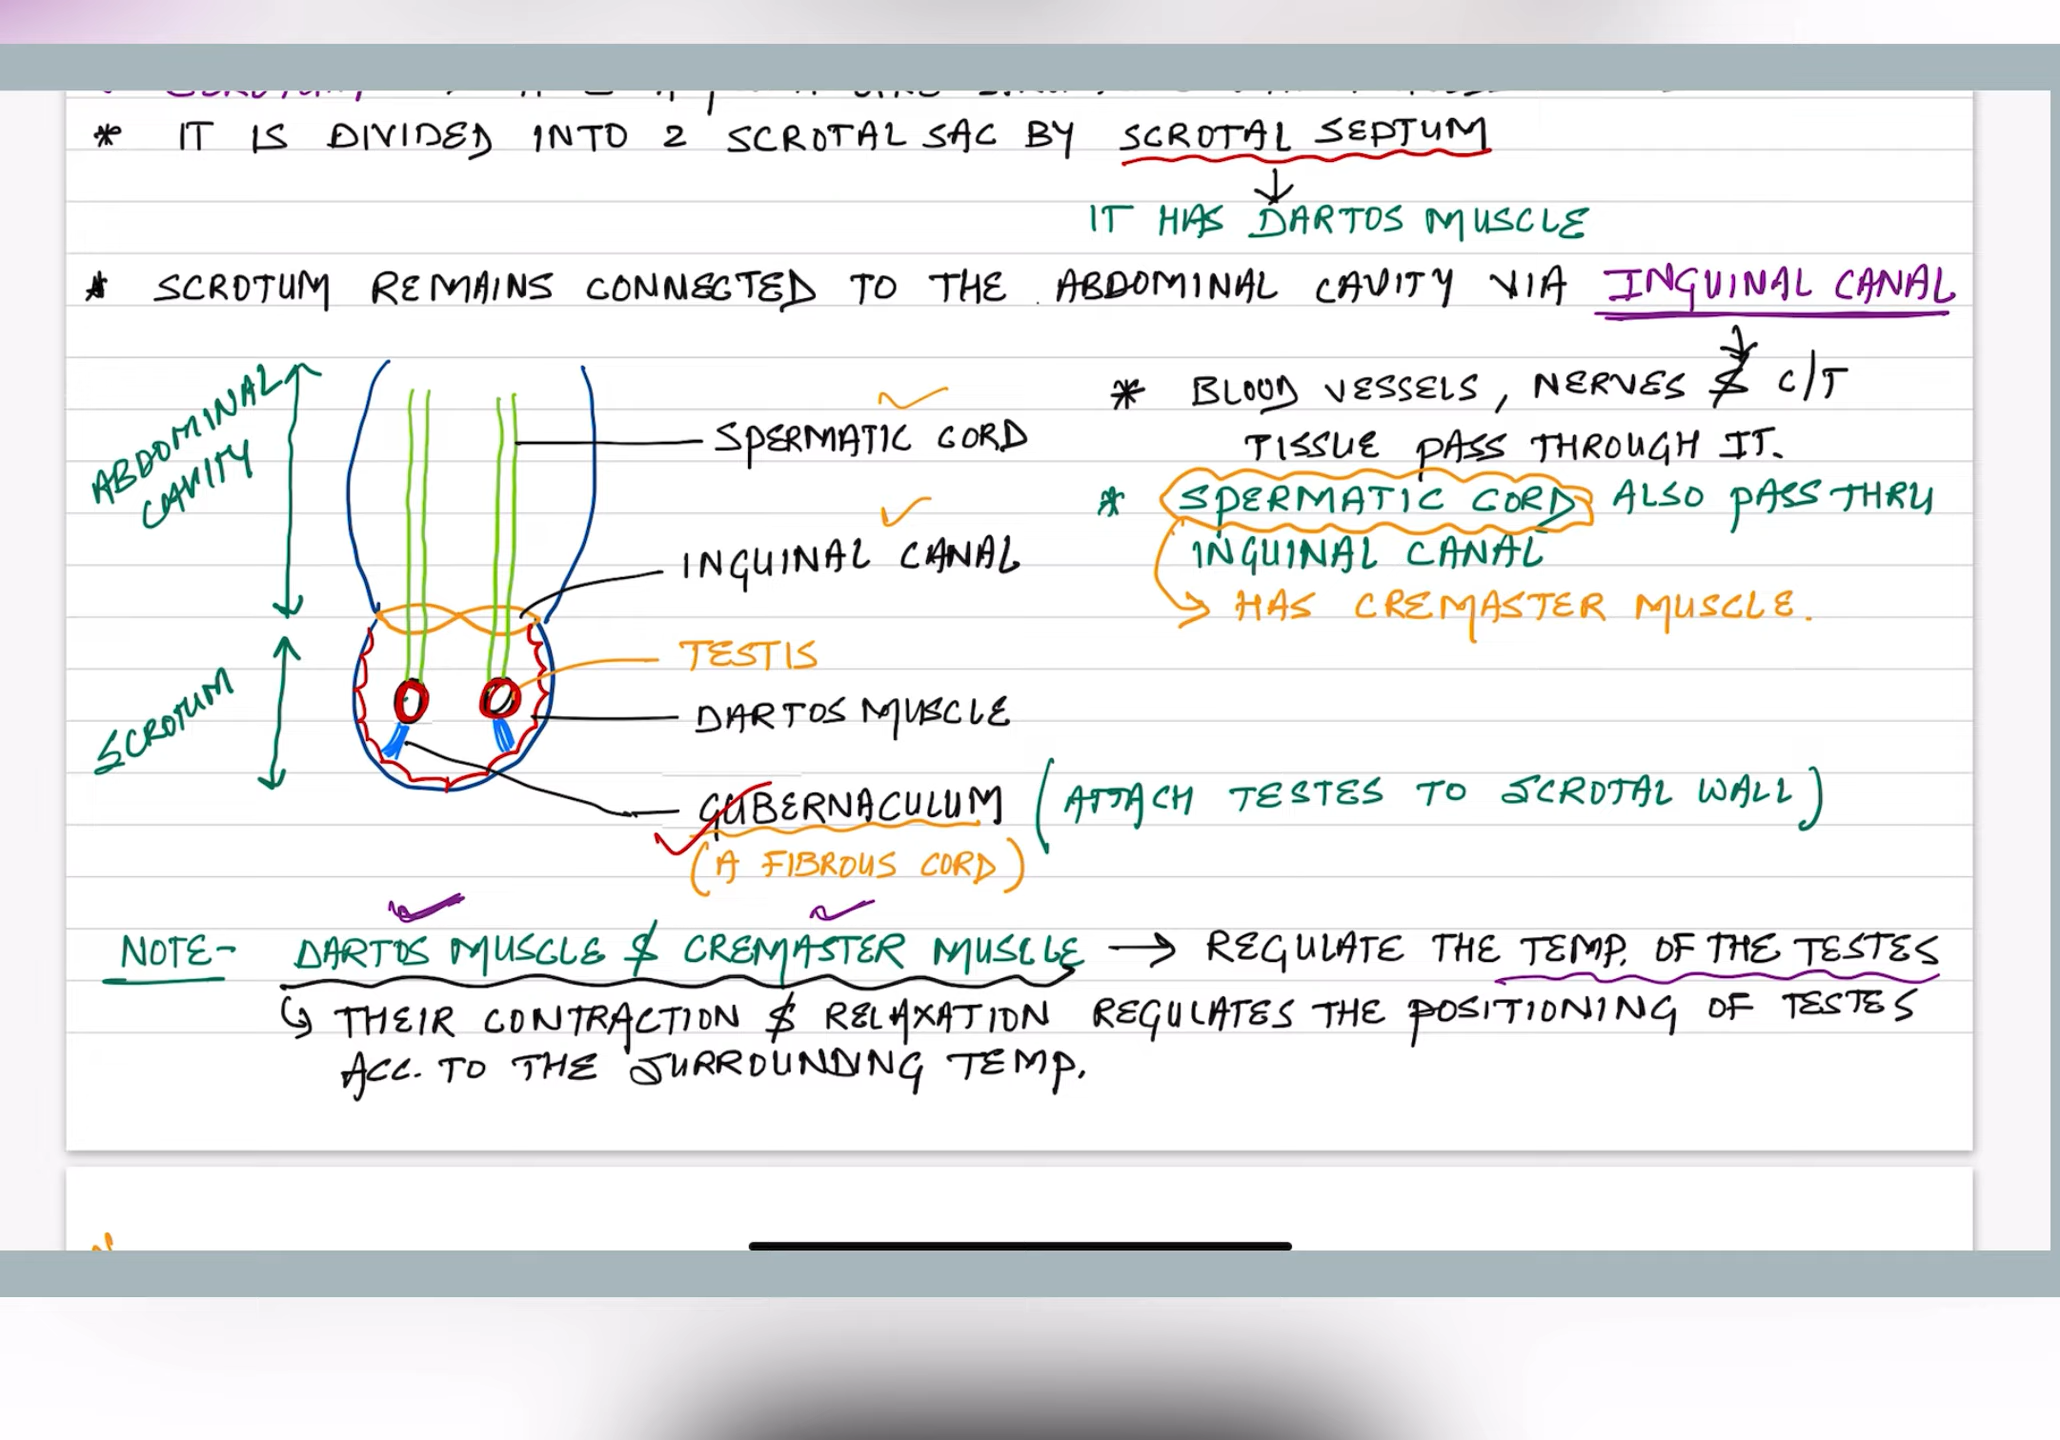 * IT IS DIVIDED INTO 2 SCROTAL SAC BY SCROTAL SEPTUM
↓
IT HAS DARTOS MUSCLE
* SCROTUM REMAINS CONNECTED TO THE ABDOMINAL CAVITY VIA INGUINAL CANAL
↓
* BLOOD VESSELS, NERVES & C/T
TISSUE PASS THROUGH IT.
* SPERMATIC CORD ALSO PASS THRU
INGUINAL CANAL
→ HAS CREMASTER MUSCLE.
ABDOMINAL
CAVITY
SCROTUM
SPERMATIC CORD
INGUINAL CANAL
TESTIS
DARTOS MUSCLE
GUBERNACULUM (ATTACH TESTES TO SCROTAL WALL)
(A FIBROUS CORD)
NOTE- DARTOS MUSCLE & CREMASTER MUSCLE → REGULATE THE TEMP. OF THE TESTES
↳ THEIR CONTRACTION & RELAXATION REGULATES THE POSITIONING OF TESTES
ACC. TO THE SURROUNDING TEMP.